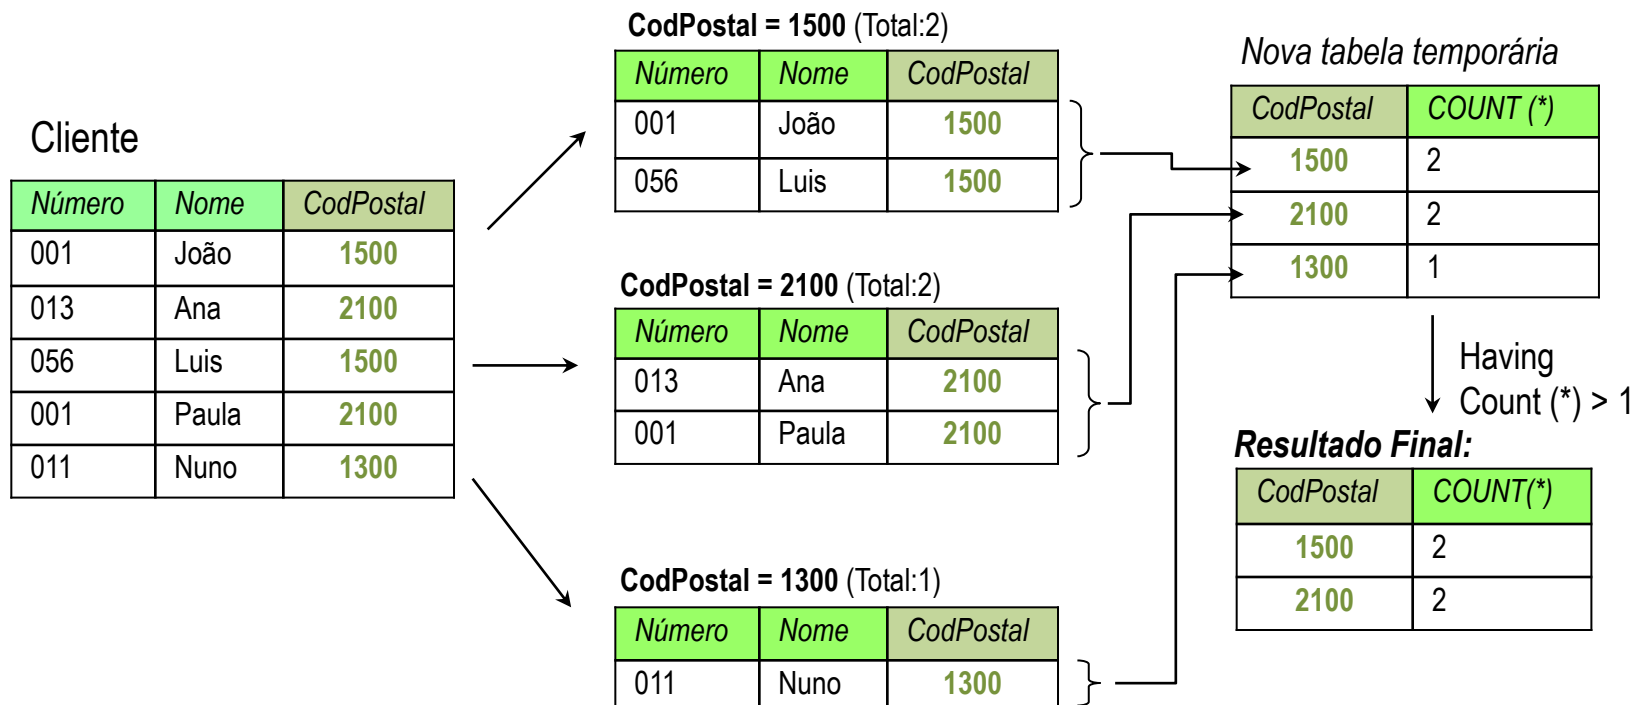 Cliente
Número Nome CodPostal
001 João 1500
013 Ana 2100
056 Luis 1500
001 Paula 2100
011 Nuno 1300
CodPostal = 1500 (Total:2)
Número Nome CodPostal
001 João 1500
056 Luis 1500
CodPostal = 2100 (Total:2)
Número Nome CodPostal
013 Ana 2100
001 Paula 2100
CodPostal = 1300 (Total:1)
Número Nome CodPostal
011 Nuno 1300
Nova tabela temporária
CodPostal COUNT (*)
1500 2
2100 2
1300 1
Having
Count (*) > 1
Resultado Final:
CodPostal COUNT(*)
1500 2
2100 2